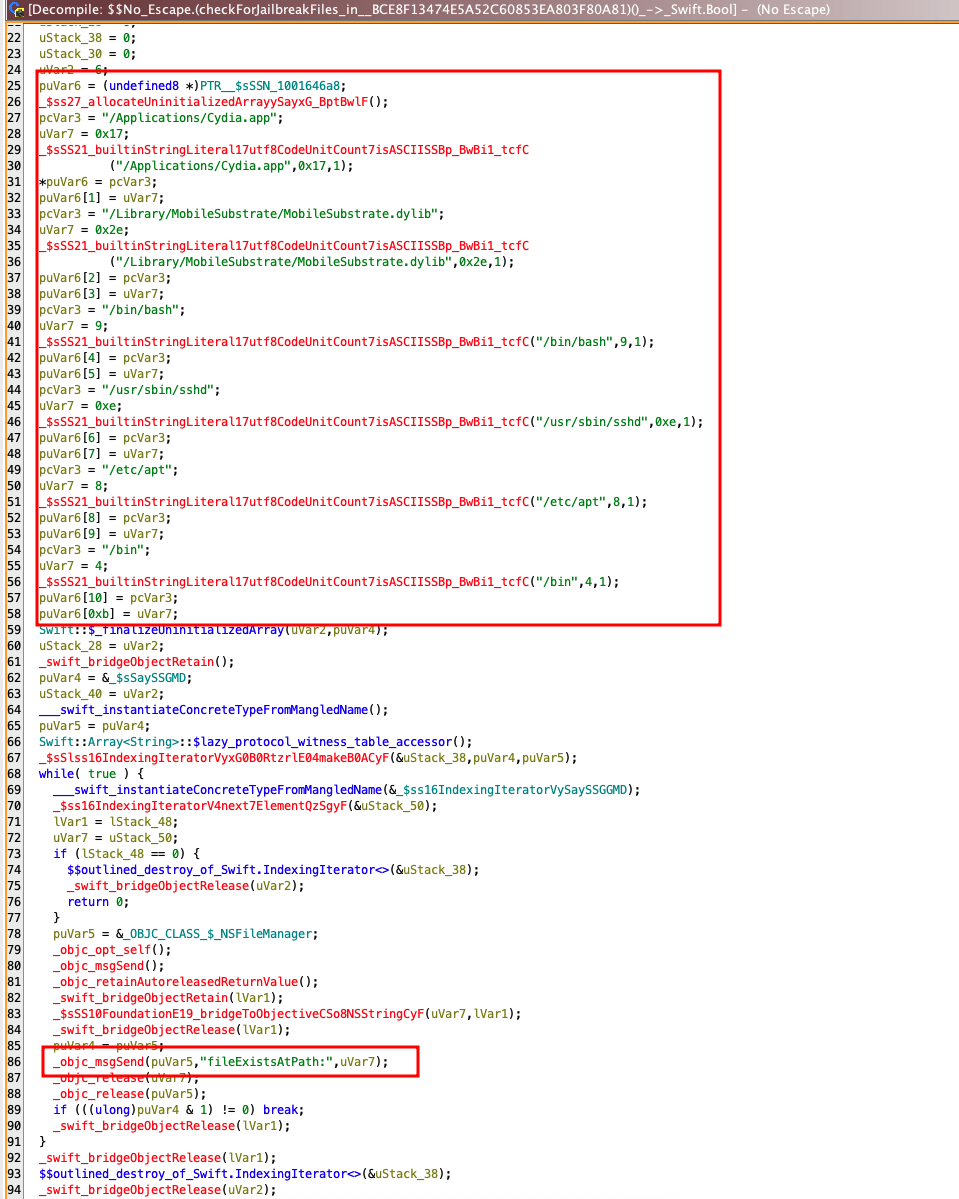 [Decompile: $$No_Escape.(checkForJailbreakFiles_in__BCE8F13474E5A52C60853EA803F80A81)()_->_Swift.Bool] - (No Escape)
22 uStack_38 = 0;
23 uStack_30 = 0;
24 uVar2 = 6;
25 puVar6 = (undefined8 *)PTR__$sSSN_1001646a8;
26 _$ss27_allocateUninitializedArrayySayxG_BptBwlF();
27 pcVar3 = "/Applications/Cydia.app";
28 uVar7 = 0x17;
29 _$sSS21_builtinStringLiteral17utf8CodeUnitCount7isASCIISSBp_BwBi1_tcfC
30 ("/Applications/Cydia.app",0x17,1);
31 *puVar6 = pcVar3;
32 puVar6[1] = uVar7;
33 pcVar3 = "/Library/MobileSubstrate/MobileSubstrate.dylib";
34 uVar7 = 0x2e;
35 _$sSS21_builtinStringLiteral17utf8CodeUnitCount7isASCIISSBp_BwBi1_tcfC
36 ("/Library/MobileSubstrate/MobileSubstrate.dylib",0x2e,1);
37 puVar6[2] = pcVar3;
38 puVar6[3] = uVar7;
39 pcVar3 = "/bin/bash";
40 uVar7 = 9;
41 _$sSS21_builtinStringLiteral17utf8CodeUnitCount7isASCIISSBp_BwBi1_tcfC("/bin/bash",9,1);
42 puVar6[4] = pcVar3;
43 puVar6[5] = uVar7;
44 pcVar3 = "/usr/sbin/sshd";
45 uVar7 = 0xe;
46 _$sSS21_builtinStringLiteral17utf8CodeUnitCount7isASCIISSBp_BwBi1_tcfC("/usr/sbin/sshd",0xe,1);
47 puVar6[6] = pcVar3;
48 puVar6[7] = uVar7;
49 pcVar3 = "/etc/apt";
50 uVar7 = 8;
51 _$sSS21_builtinStringLiteral17utf8CodeUnitCount7isASCIISSBp_BwBi1_tcfC("/etc/apt",8,1);
52 puVar6[8] = pcVar3;
53 puVar6[9] = uVar7;
54 pcVar3 = "/bin";
55 uVar7 = 4;
56 _$sSS21_builtinStringLiteral17utf8CodeUnitCount7isASCIISSBp_BwBi1_tcfC("/bin",4,1);
57 puVar6[10] = pcVar3;
58 puVar6[0xb] = uVar7;
59 Swift::$_finalizeUninitializedArray(uVar2,puVar4);
60 uStack_28 = uVar2;
61 _swift_bridgeObjectRetain();
62 puVar4 = &_$sSaySSGMD;
63 uStack_40 = uVar2;
64 ___swift_instantiateConcreteTypeFromMangledName();
65 puVar5 = puVar4;
66 Swift::Array<String>::$lazy_protocol_witness_table_accessor();
67 _$sSlss16IndexingIteratorVyxG0B0RtzrlE04makeB0ACyF(&uStack_38,puVar4,puVar5);
68 while( true ) {
69 ___swift_instantiateConcreteTypeFromMangledName(&_$ss16IndexingIteratorVySaySSGGMD);
70 _$ss16IndexingIteratorV4next7ElementQzSgyF(&uStack_50);
71 lVar1 = lStack_48;
72 uVar7 = uStack_50;
73 if (lStack_48 == 0) {
74 $$outlined_destroy_of_Swift.IndexingIterator<>(&uStack_38);
75 _swift_bridgeObjectRelease(uVar2);
76 return 0;
77 }
78 puVar5 = &_OBJC_CLASS_$_NSFileManager;
79 _objc_opt_self();
80 _objc_msgSend();
81 _objc_retainAutoreleasedReturnValue();
82 _swift_bridgeObjectRetain(lVar1);
83 _$sSS10FoundationE19_bridgeToObjectiveCSo8NSStringCyF(uVar7,lVar1);
84 _swift_bridgeObjectRelease(lVar1);
85 puVar4 = puVar5;
86 _objc_msgSend(puVar5,"fileExistsAtPath:",uVar7);
87 _objc_release(uVar7);
88 _objc_release(puVar5);
89 if (((ulong)puVar4 & 1) != 0) break;
90 _swift_bridgeObjectRelease(lVar1);
91 }
92 _swift_bridgeObjectRelease(lVar1);
93 $$outlined_destroy_of_Swift.IndexingIterator<>(&uStack_38);
94 _swift_bridgeObjectRelease(uVar2);